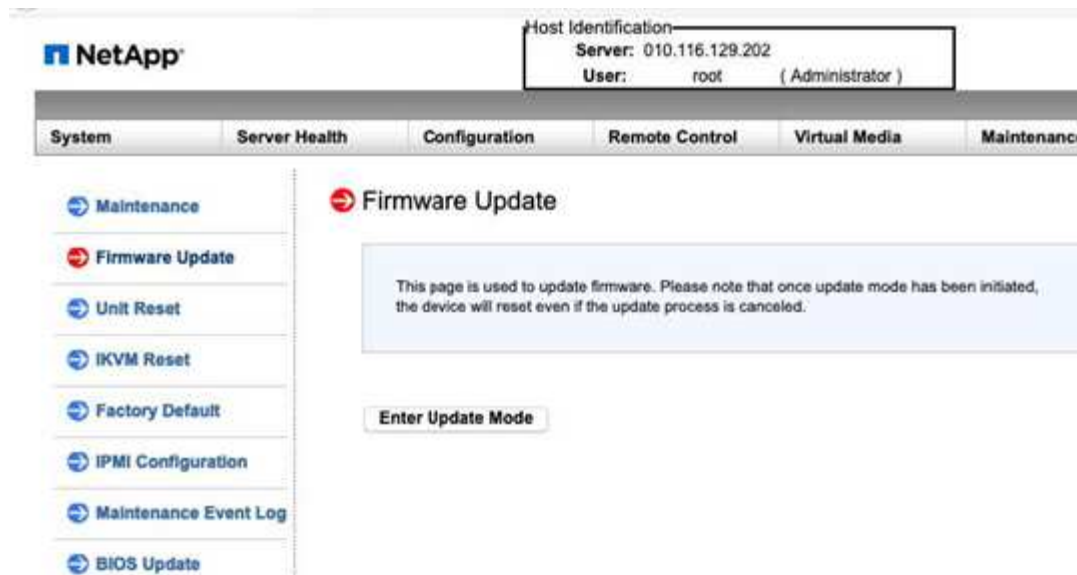 NetApp
Host Identification
Server: 010.116.129.202
User: root ( Administrator )
System Server Health Configuration Remote Control Virtual Media Maintenanc
Maintenance
Firmware Update
Unit Reset
IKVM Reset
Factory Default
IPMI Configuration
Maintenance Event Log
BIOS Update
Firmware Update
This page is used to update firmware. Please note that once update mode has been initiated,
the device will reset even if the update process is canceled.
Enter Update Mode